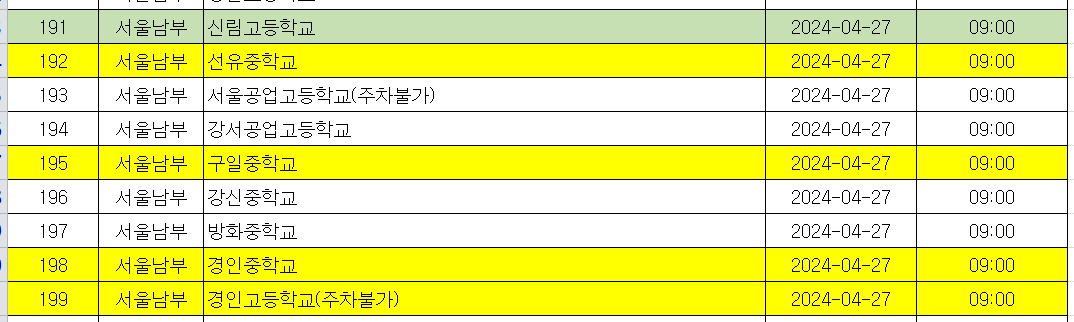 191 서울남부 신림고등학교 2024-04-27 09:00
192 서울남부 선유중학교 2024-04-27 09:00
193 서울남부 서울공업고등학교(주차불가) 2024-04-27 09:00
194 서울남부 강서공업고등학교 2024-04-27 09:00
195 서울남부 구일중학교 2024-04-27 09:00
196 서울남부 강신중학교 2024-04-27 09:00
197 서울남부 방화중학교 2024-04-27 09:00
198 서울남부 경인중학교 2024-04-27 09:00
199 서울남부 경인고등학교(주차불가) 2024-04-27 09:00